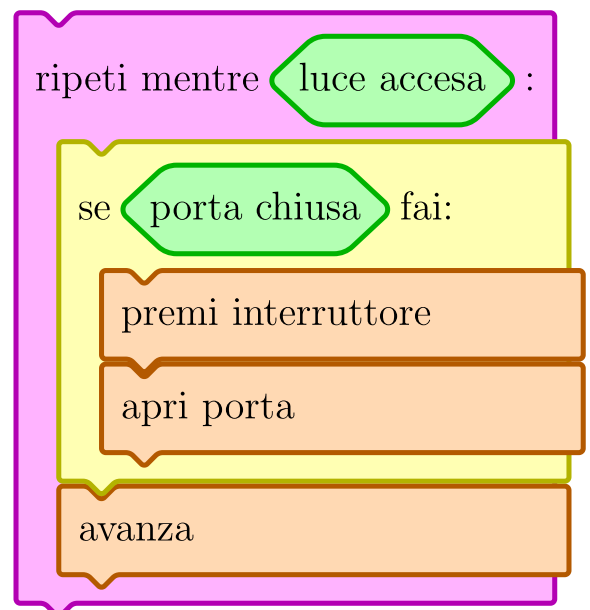 ripeti mentre luce accesa :
se porta chiusa fai:
premi interruttore
apri porta
avanza